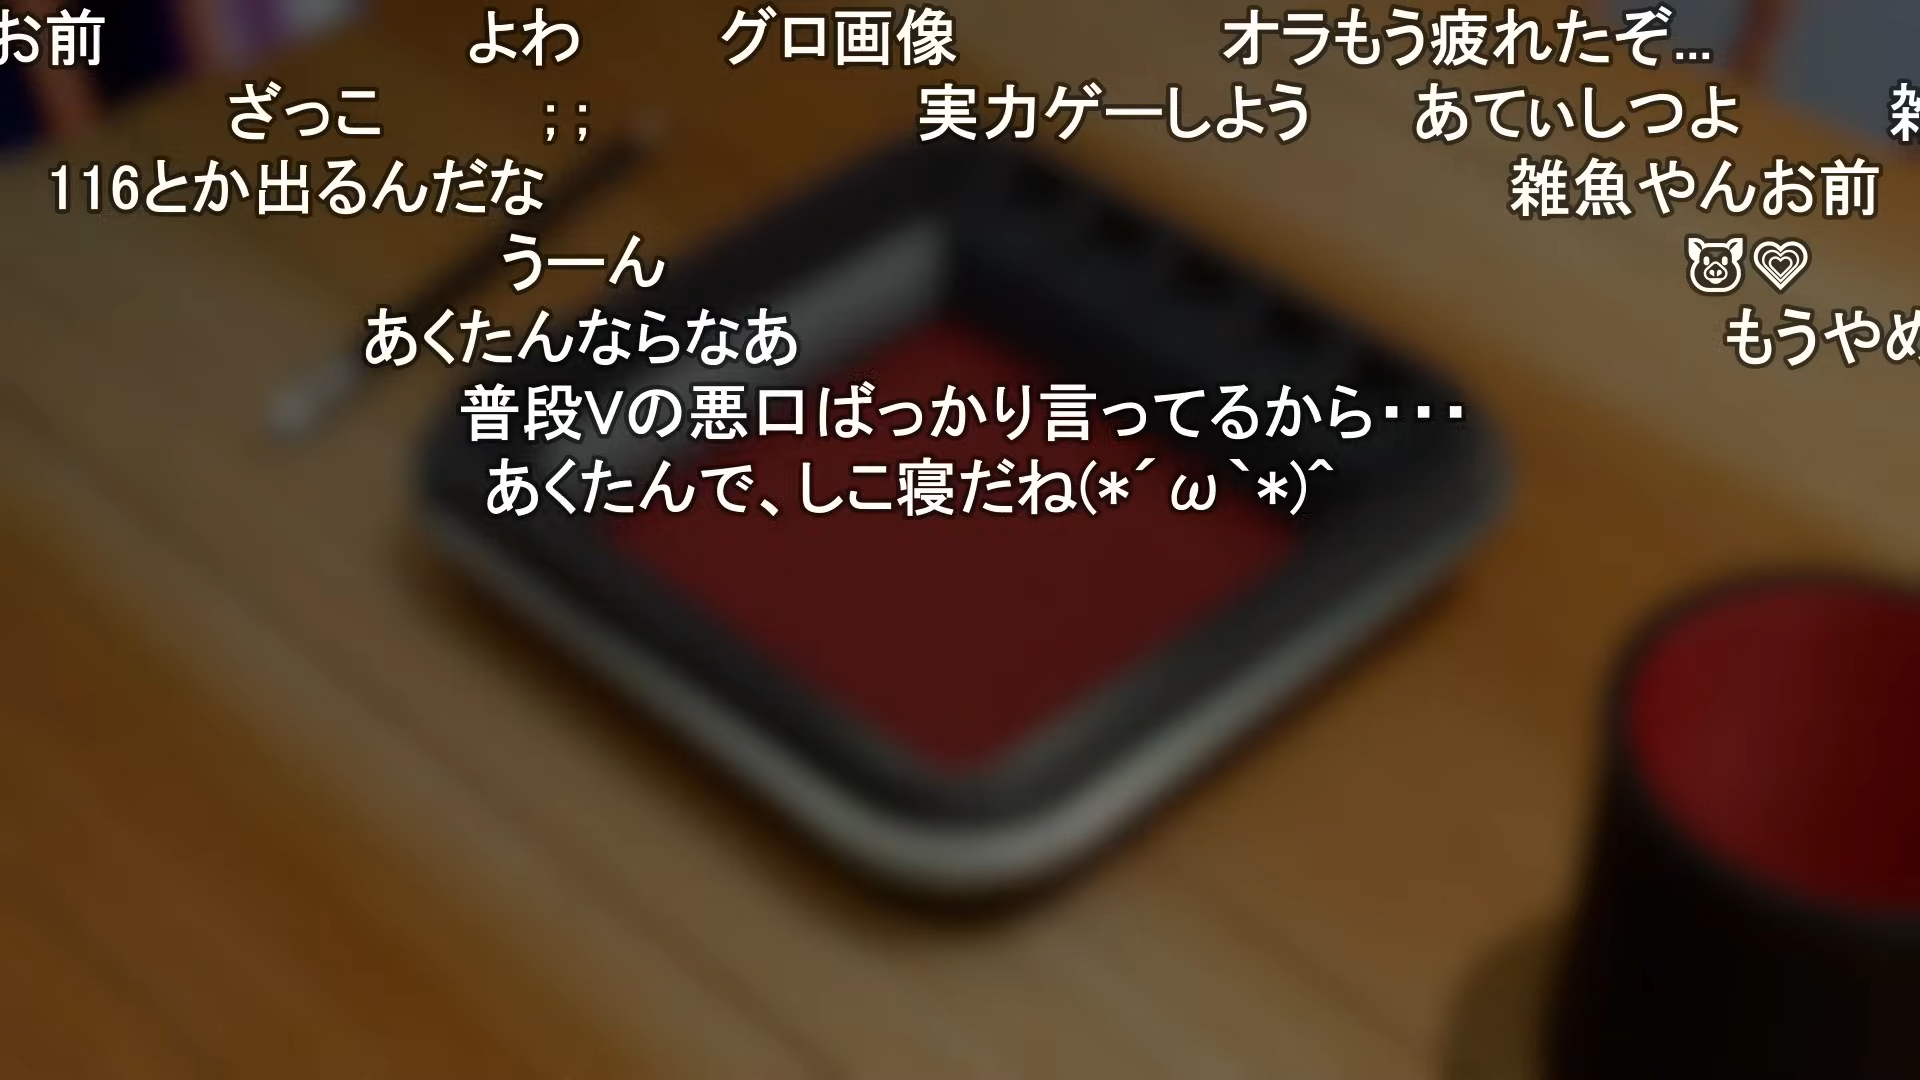 お前 よわ グロ画像 オラもう疲れたぞ...
ざっこ ; ; 実力ゲーしよう あてぃしつよ 雑
116とか出るんだな 雑魚やんお前
うーん 🐷💗
あくたんならなあ もうやめ
普段Vの悪口ばっかり言ってるから・・・
あくたんで、しこ寝だね(*´ω`*)^